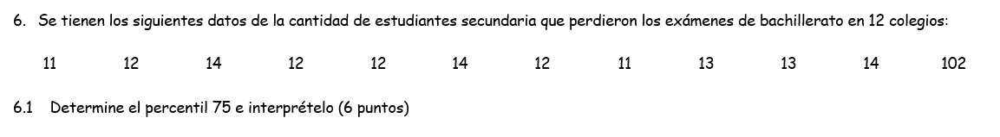 6. Se tienen los siguientes datos de la cantidad de estudiantes secundaria que perdieron los exámenes de bachillerato en 12 colegios:
11 12 14 12 12 14 12 11 13 13 14 102
6.1 Determine el percentil 75 e interprételo (6 puntos)